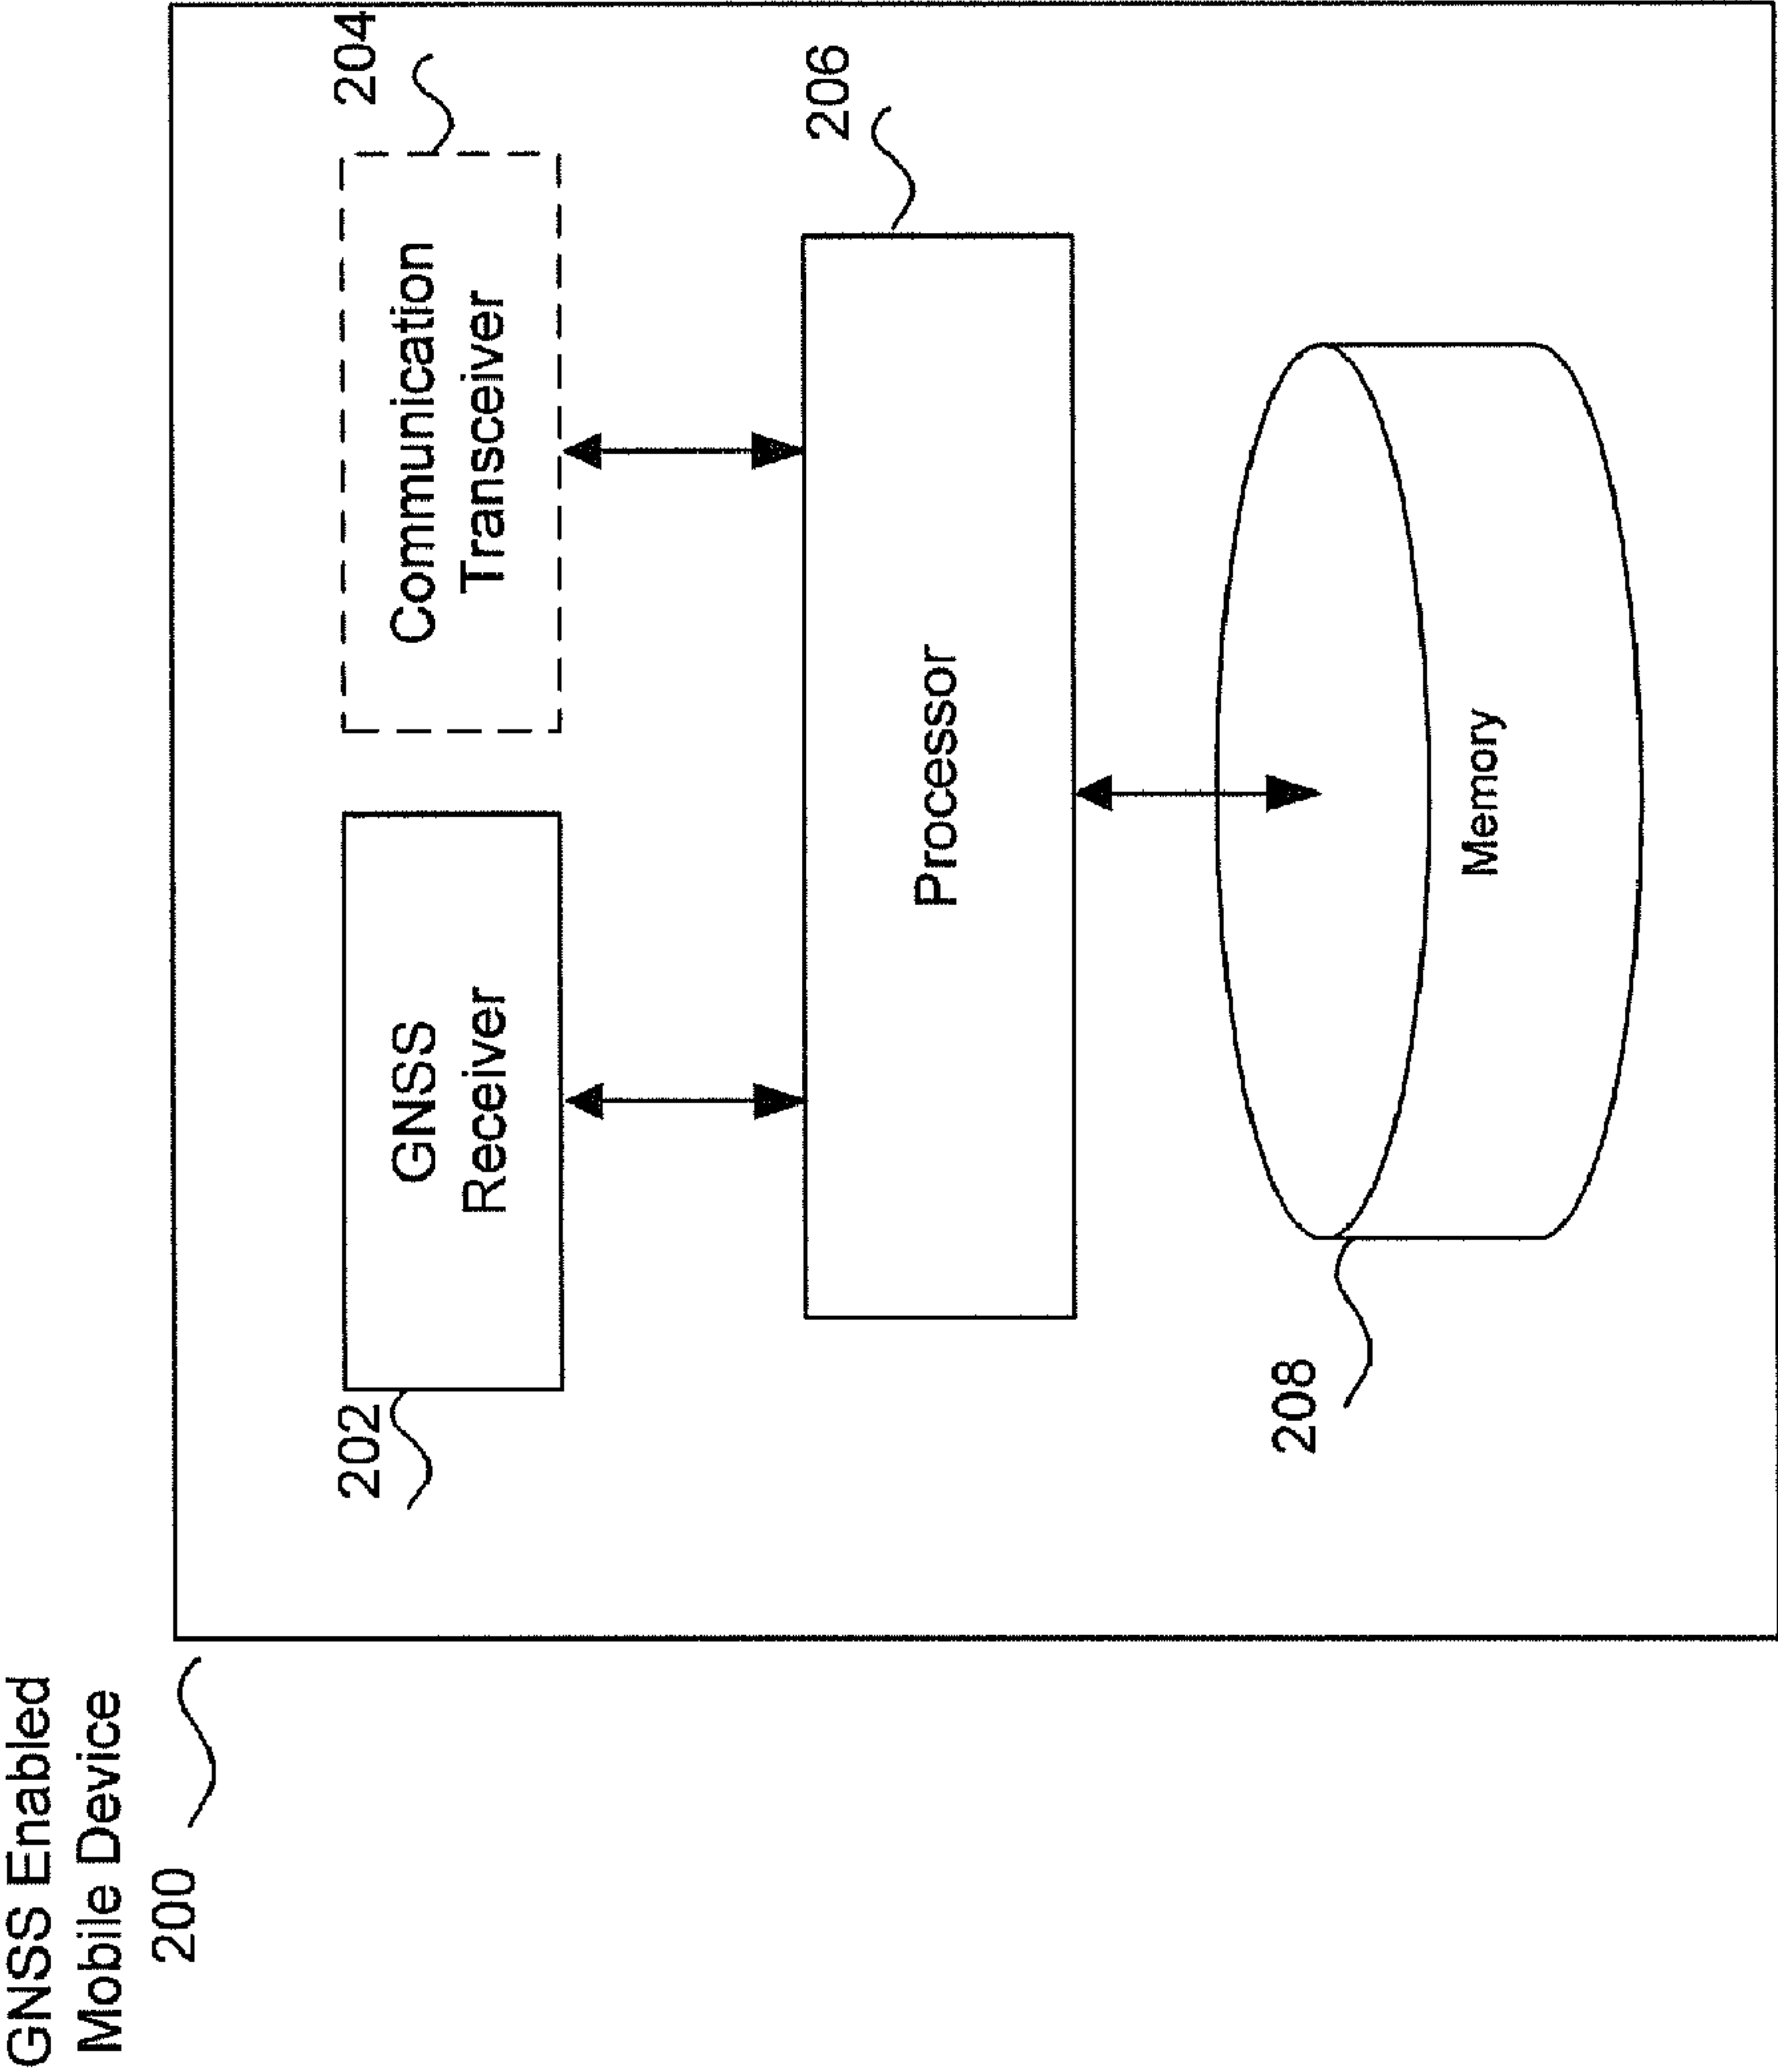 GNSS Enabled
Mobile Device
200
202
GNSS
Receiver
Communication
Transceiver
204
Processor
206
208
Memory